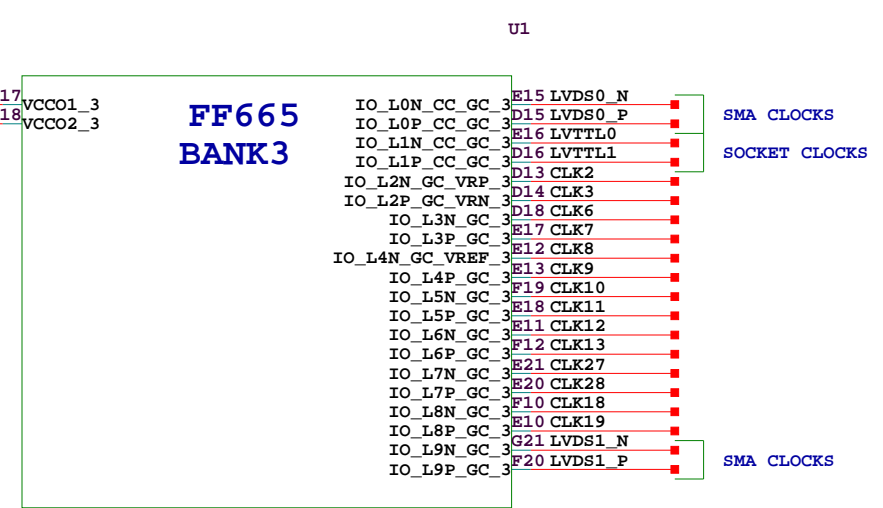 U1
17
VCCO1_3
18
VCCO2_3
FF665
BANK3
IO_L0N_CC_GC_3 E15 LVDS0_N
IO_L0P_CC_GC_3 D15 LVDS0_P
SMA CLOCKS
IO_L1N_CC_GC_3 E16 LVTTL0
IO_L1P_CC_GC_3 D16 LVTTL1
SOCKET CLOCKS
IO_L2N_GC_VRP_3 D13 CLK2
IO_L2P_GC_VRN_3 D14 CLK3
IO_L3N_GC_3 D18 CLK6
IO_L3P_GC_3 E17 CLK7
IO_L4N_GC_VREF_3 E12 CLK8
IO_L4P_GC_3 E13 CLK9
IO_L5N_GC_3 F19 CLK10
IO_L5P_GC_3 E18 CLK11
IO_L6N_GC_3 E11 CLK12
IO_L6P_GC_3 F12 CLK13
IO_L7N_GC_3 E21 CLK27
IO_L7P_GC_3 E20 CLK28
IO_L8N_GC_3 F10 CLK18
IO_L8P_GC_3 E10 CLK19
IO_L9N_GC_3 G21 LVDS1_N
IO_L9P_GC_3 F20 LVDS1_P
SMA CLOCKS